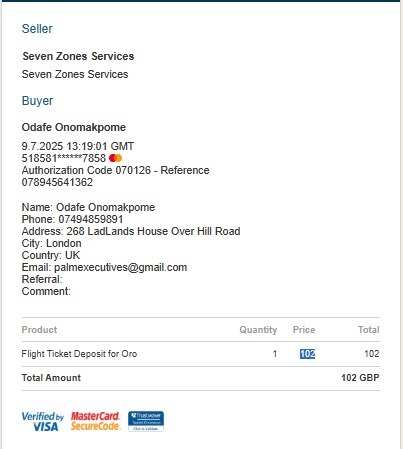 Seller
Seven Zones Services
Seven Zones Services
Buyer
Odafe Onomakpome
9.7.2025 13:19:01 GMT
518581******7858
Authorization Code 070126 - Reference
078945641362
Name: Odafe Onomakpome
Phone: 07494859891
Address: 268 LadLands House Over Hill Road
City: London
Country: UK
Email: palmexecutives@gmail.com
Referral:
Comment:
Product Quantity Price Total
Flight Ticket Deposit for Oro 1 102 102
Total Amount 102 GBP
Verified by VISA MasterCard. SecureCode. Trustwave